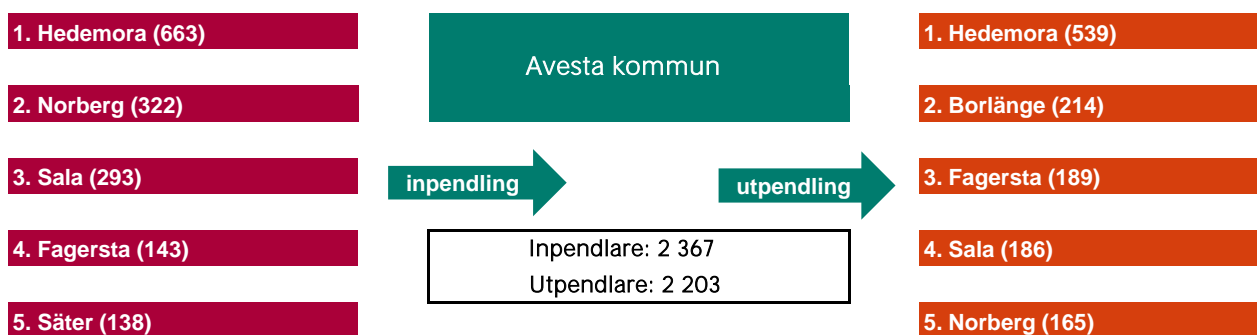 1. Hedemora (663)
2. Norberg (322)
3. Sala (293)
4. Fagersta (143)
5. Säter (138)
Avesta kommun
inpendling
utpendling
Inpendlare: 2 367
Utpendlare: 2 203
1. Hedemora (539)
2. Borlänge (214)
3. Fagersta (189)
4. Sala (186)
5. Norberg (165)